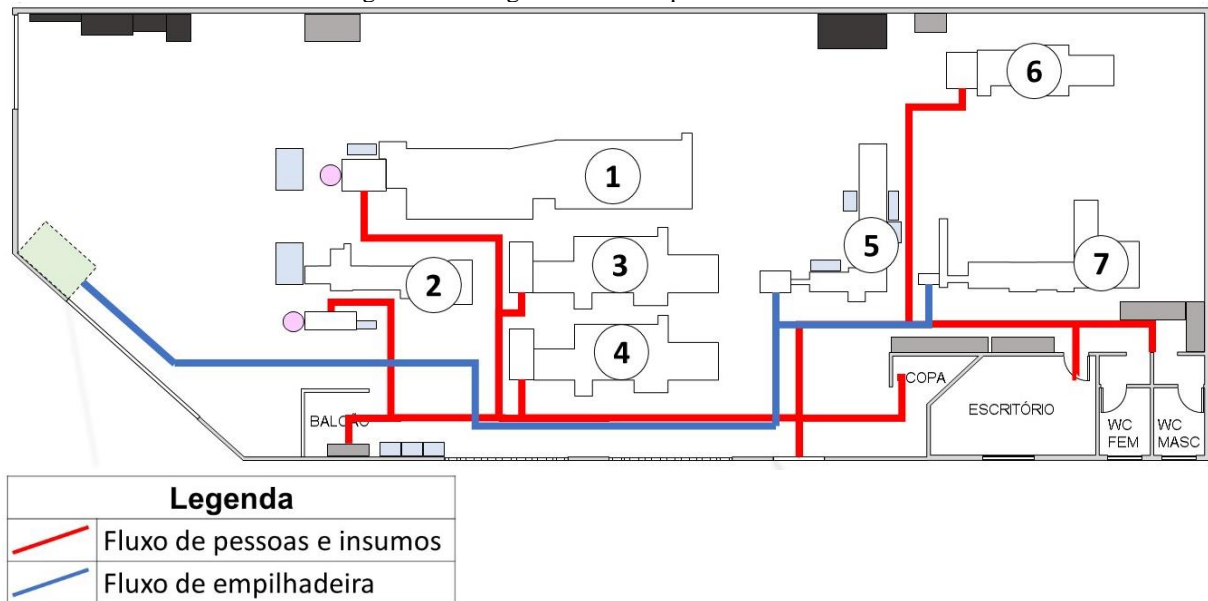 6
1
5
3
2
7
4
COPA
ESCRITÓRIO
BALCÃO
WC
FEM
WC
MASC
Legenda
Fluxo de pessoas e insumos
Fluxo de empilhadeira